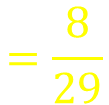 = 8/29